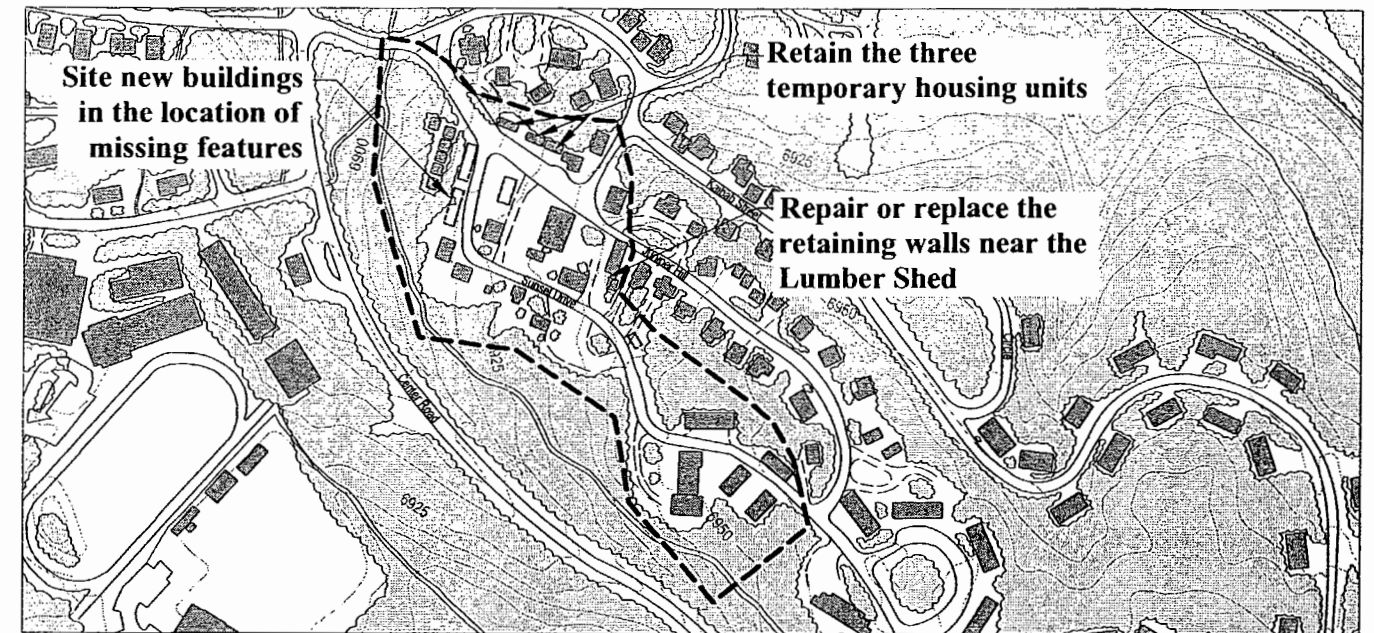 Site new buildings
in the location of
missing features
Retain the three
temporary housing units
Repair or replace the
retaining walls near the
Lumber Shed
6900
6925
6925
6950
6950
6925
Sunset Drive
Center Road